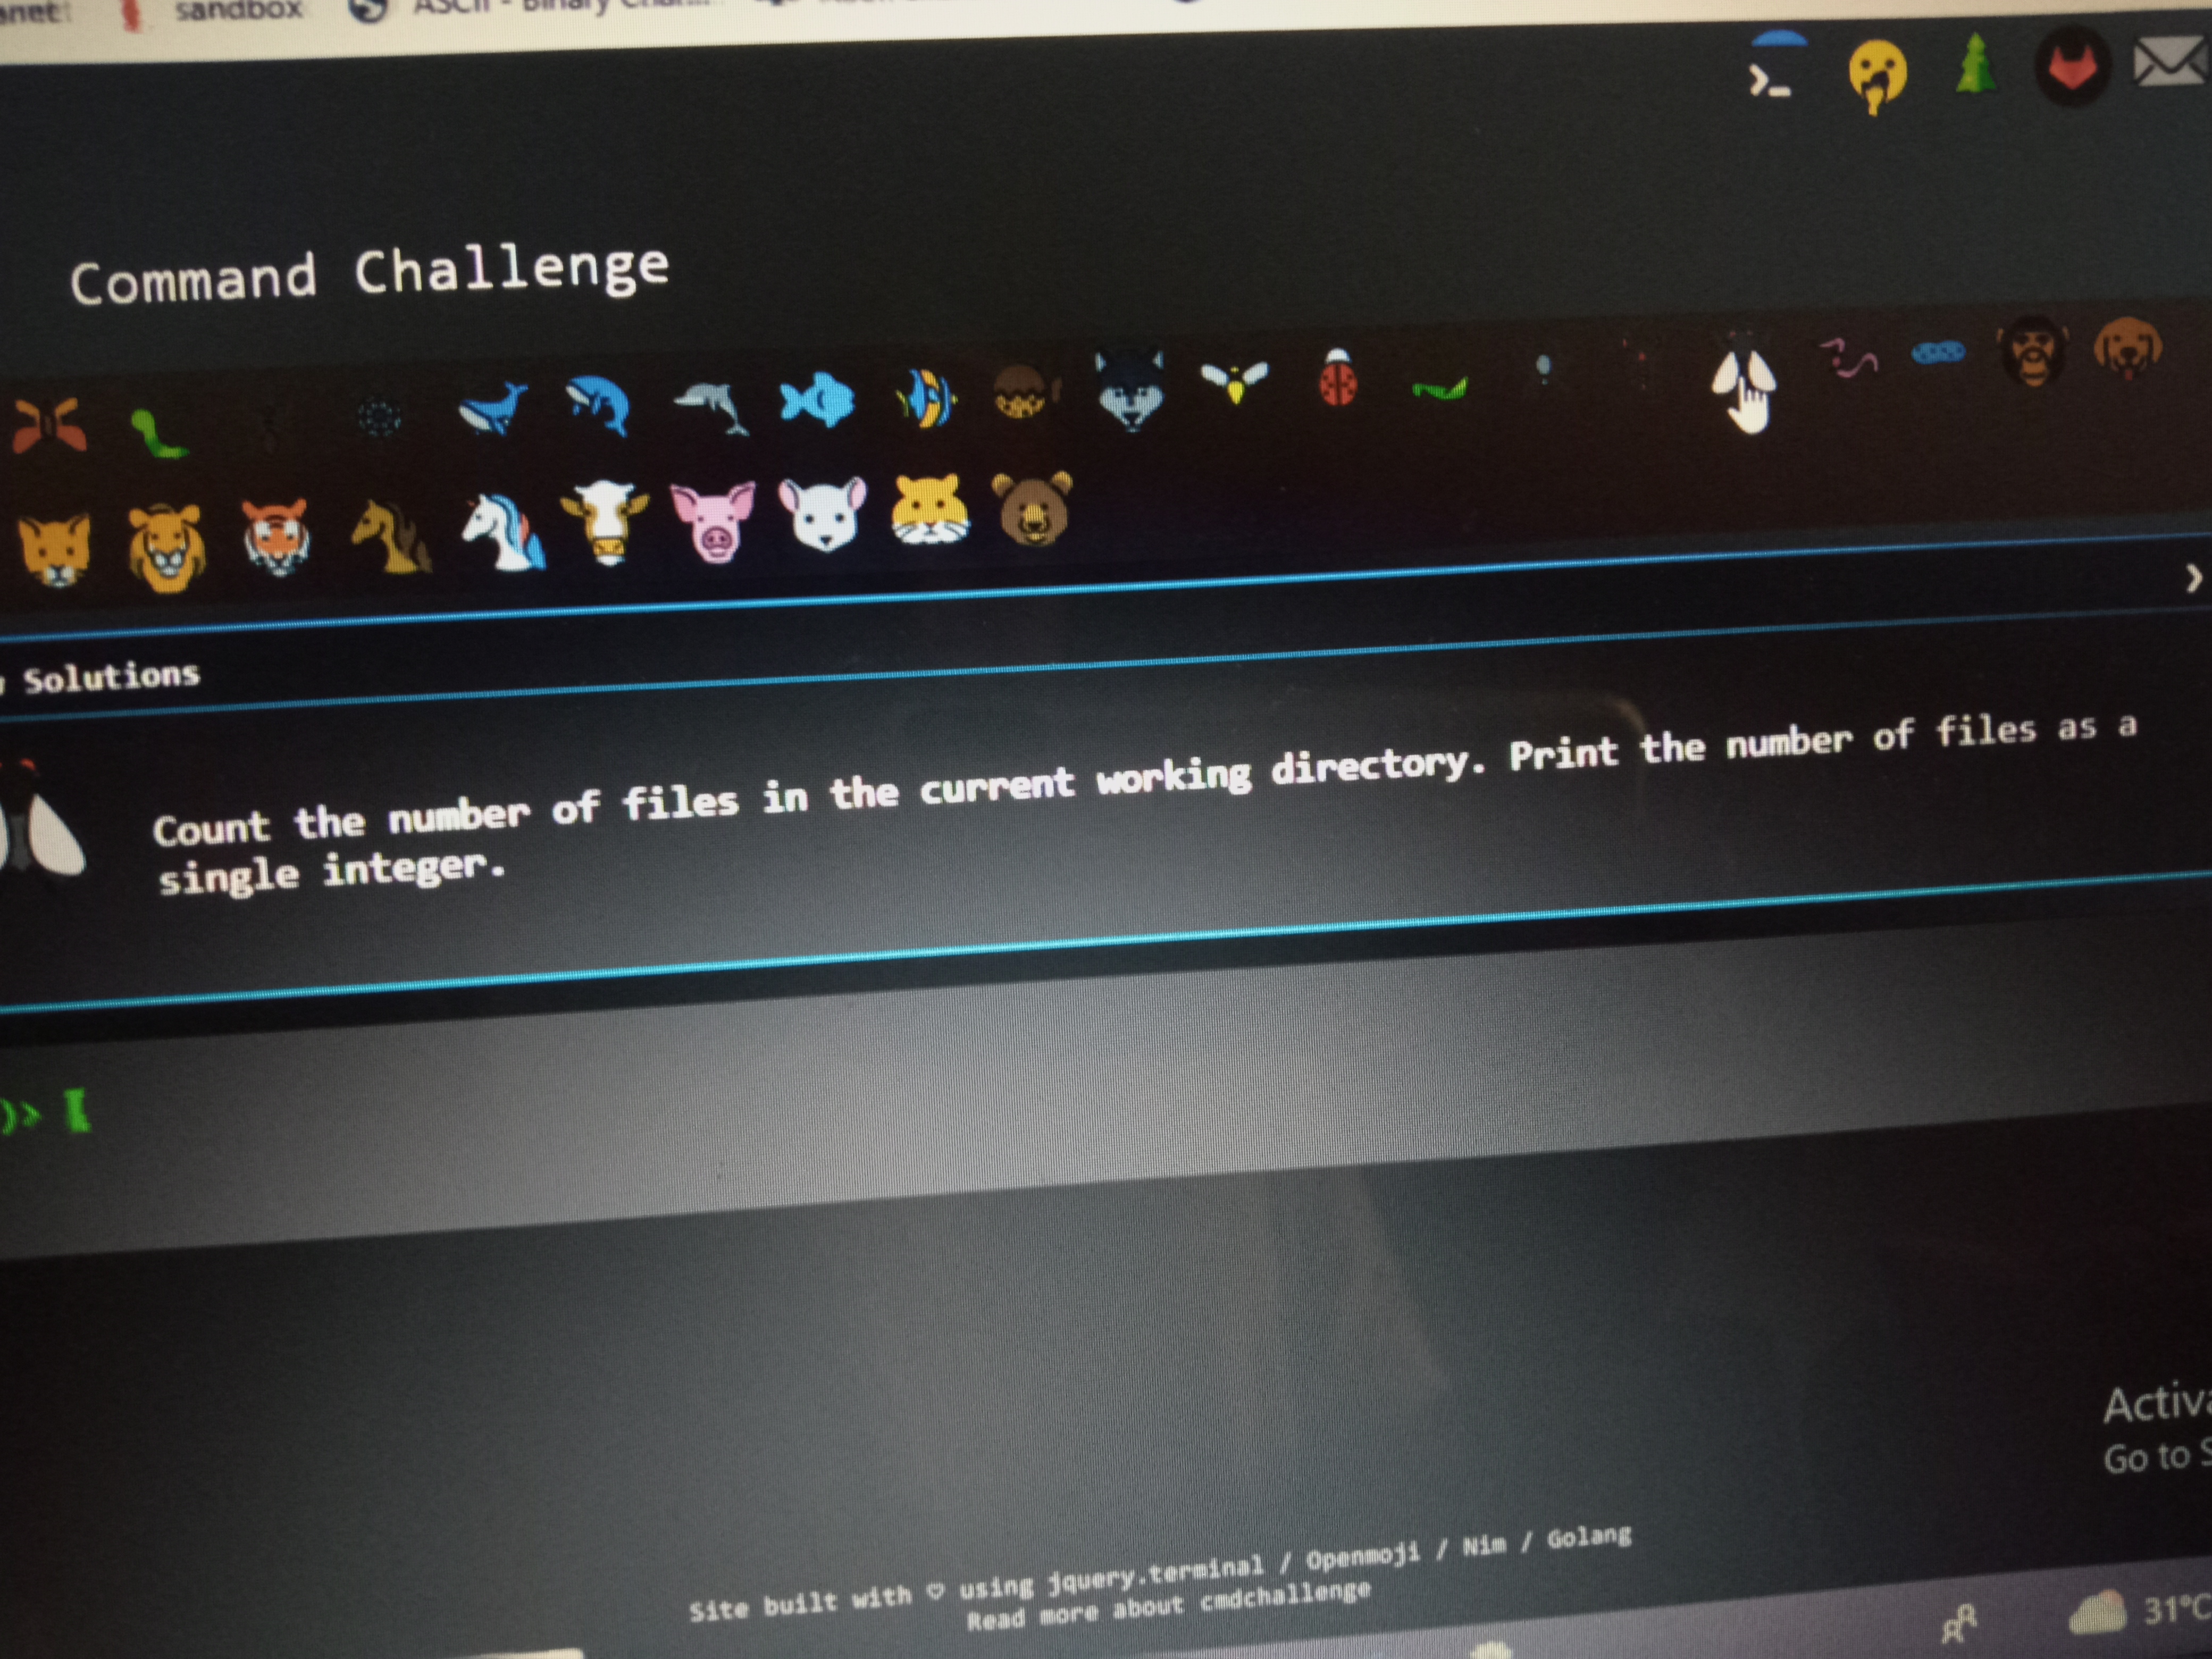 sandbox
ASCII - Binary Char...
Command Challenge
Solutions
Count the number of files in the current working directory. Print the number of files as a
single integer.
)>
Site built with ♡ using jquery.terminal / Openmoji / Nim / Golang
Read more about cmdchallenge
Activa
Go to S
31°C